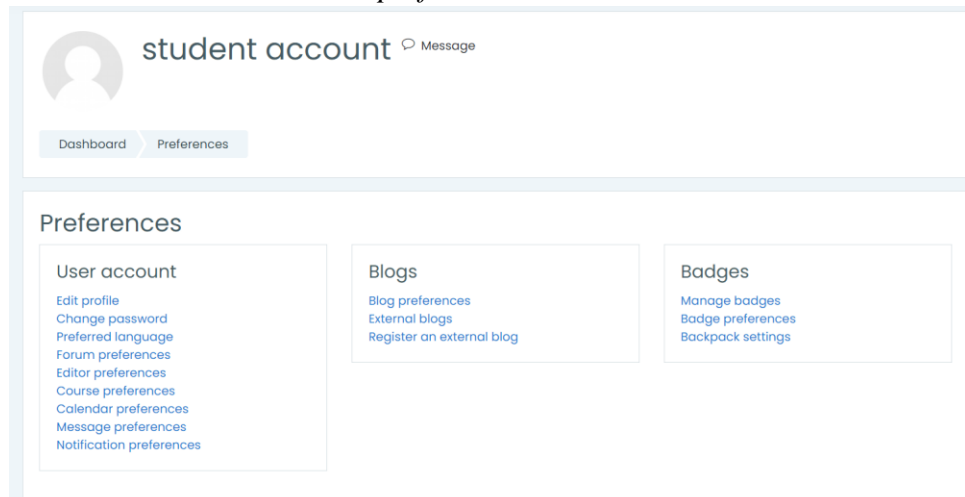 student account Message
Dashboard Preferences
Preferences
User account
Edit profile
Change password
Preferred language
Forum preferences
Editor preferences
Course preferences
Calendar preferences
Message preferences
Notification preferences
Blogs
Blog preferences
External blogs
Register an external blog
Badges
Manage badges
Badge preferences
Backpack settings